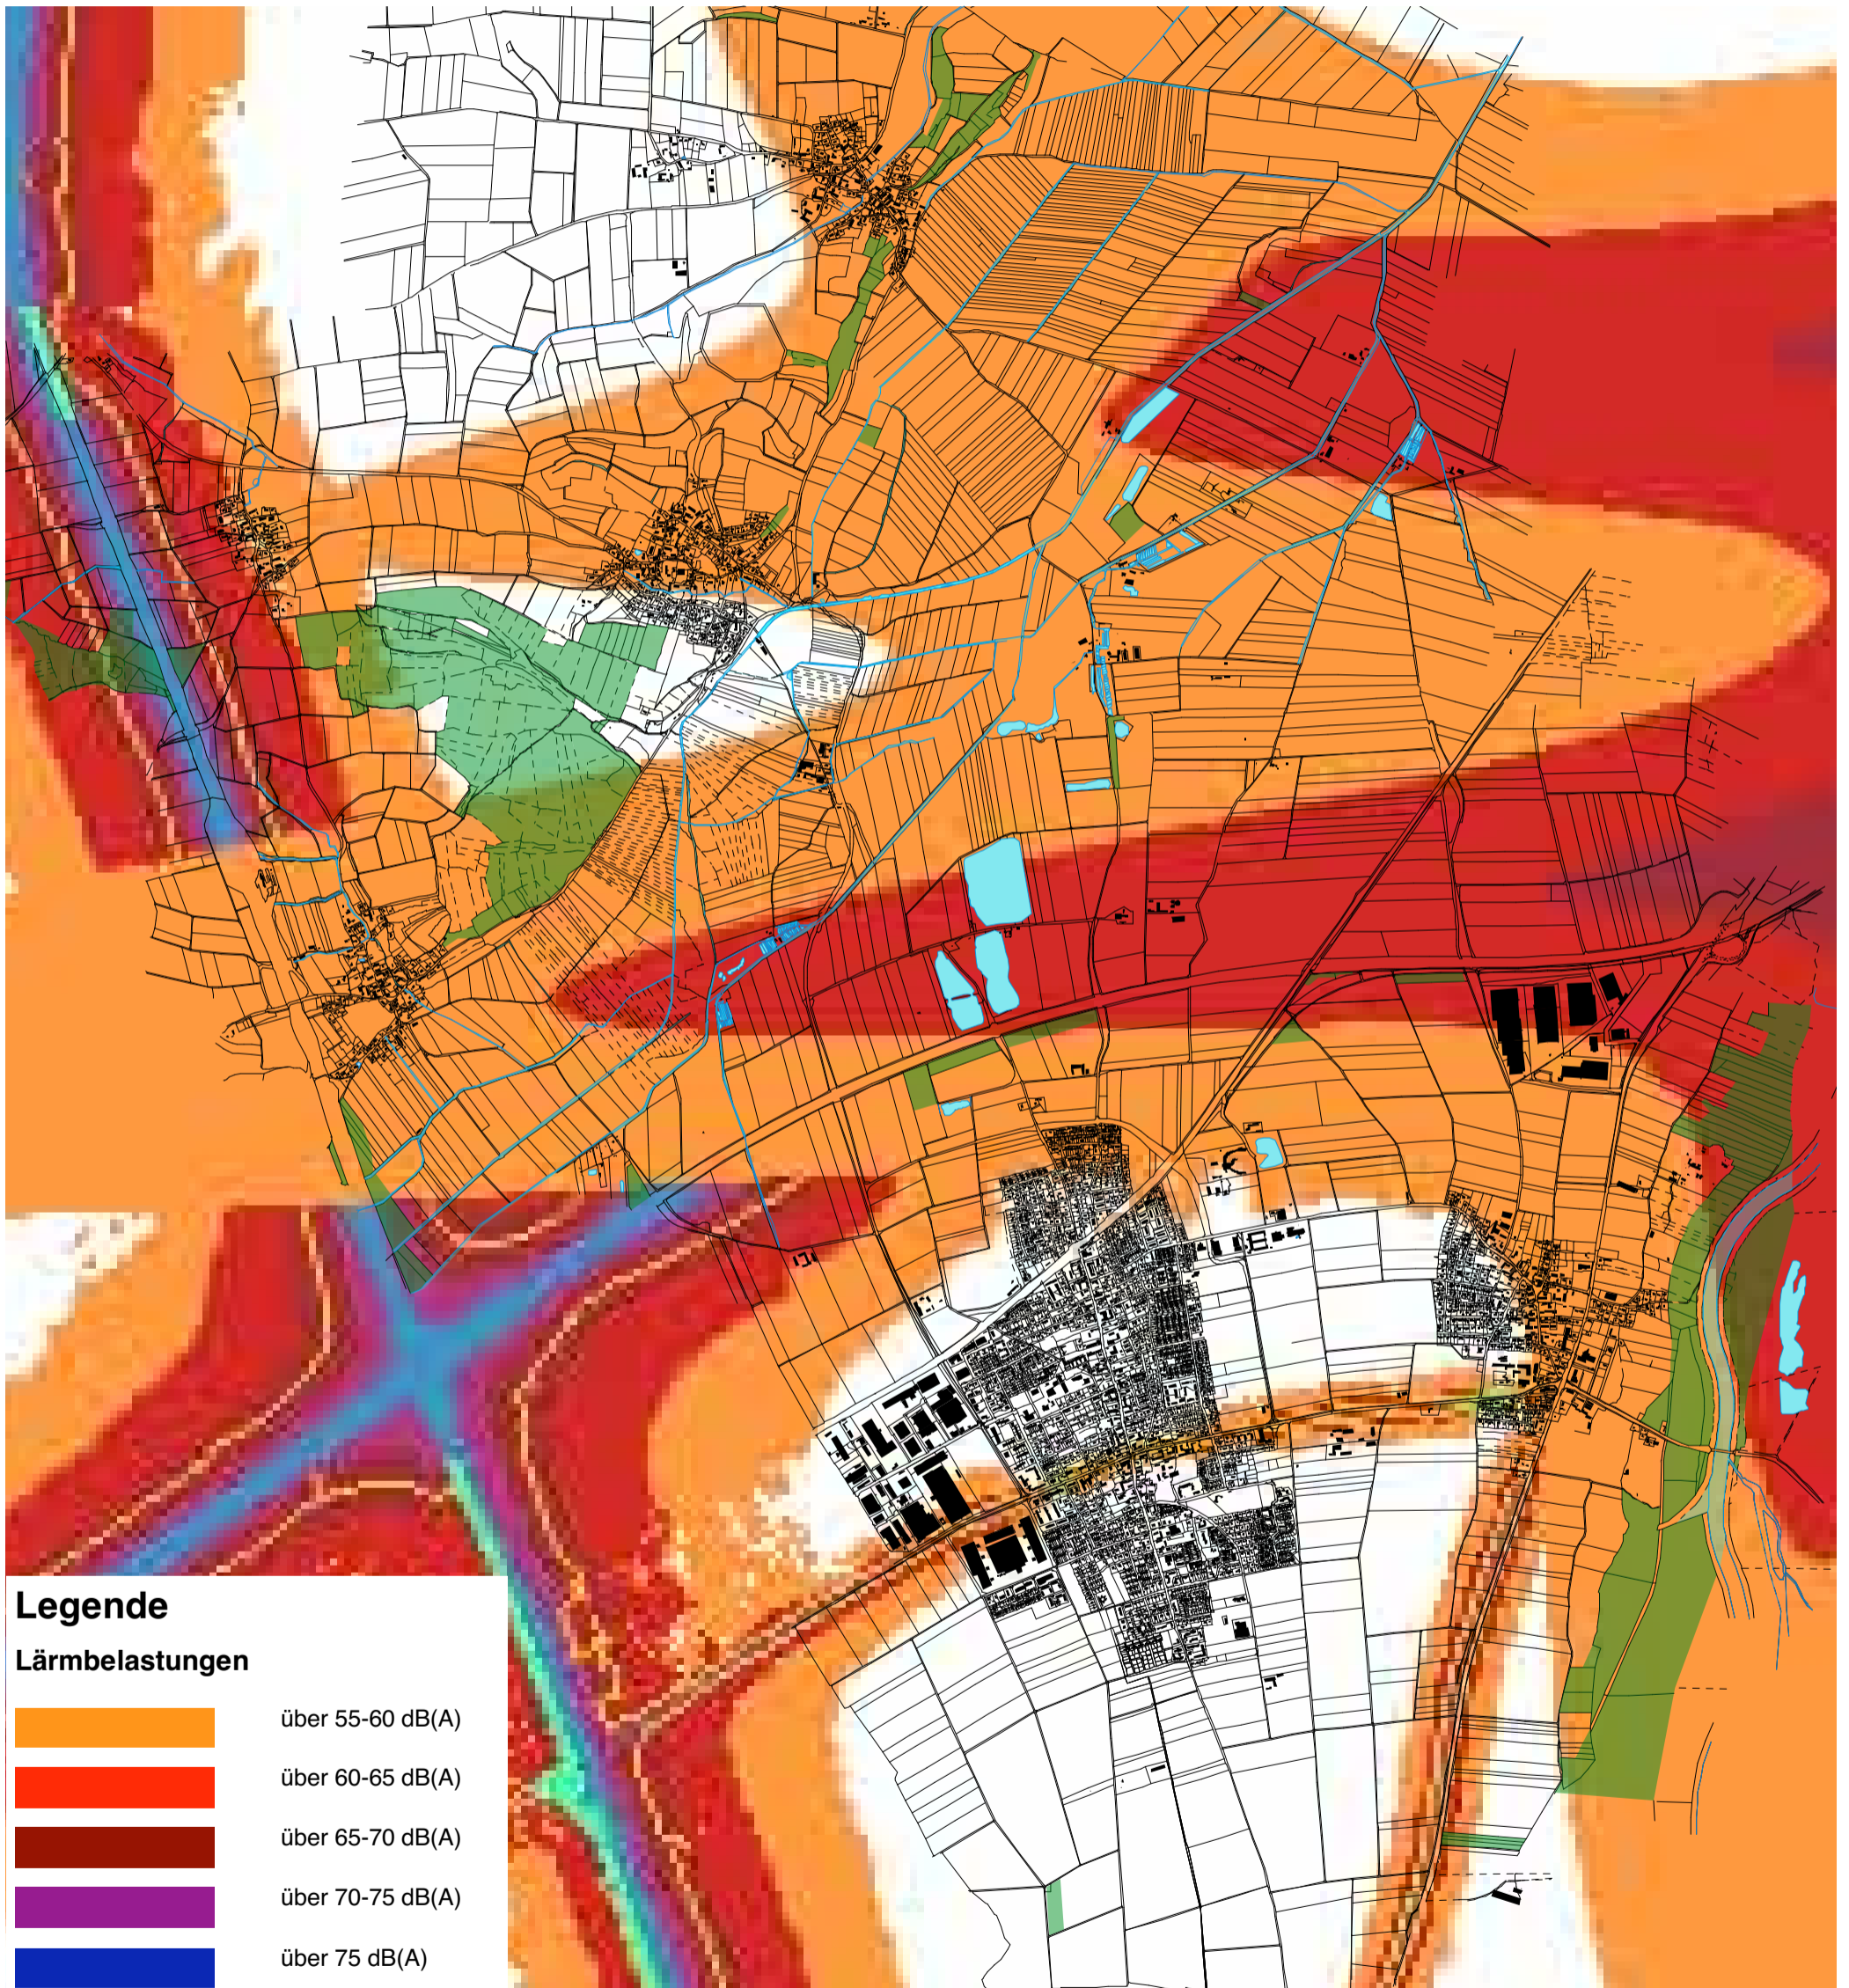 Legende
Lärmbelastungen
über 55-60 dB(A)
über 60-65 dB(A)
über 65-70 dB(A)
über 70-75 dB(A)
über 75 dB(A)